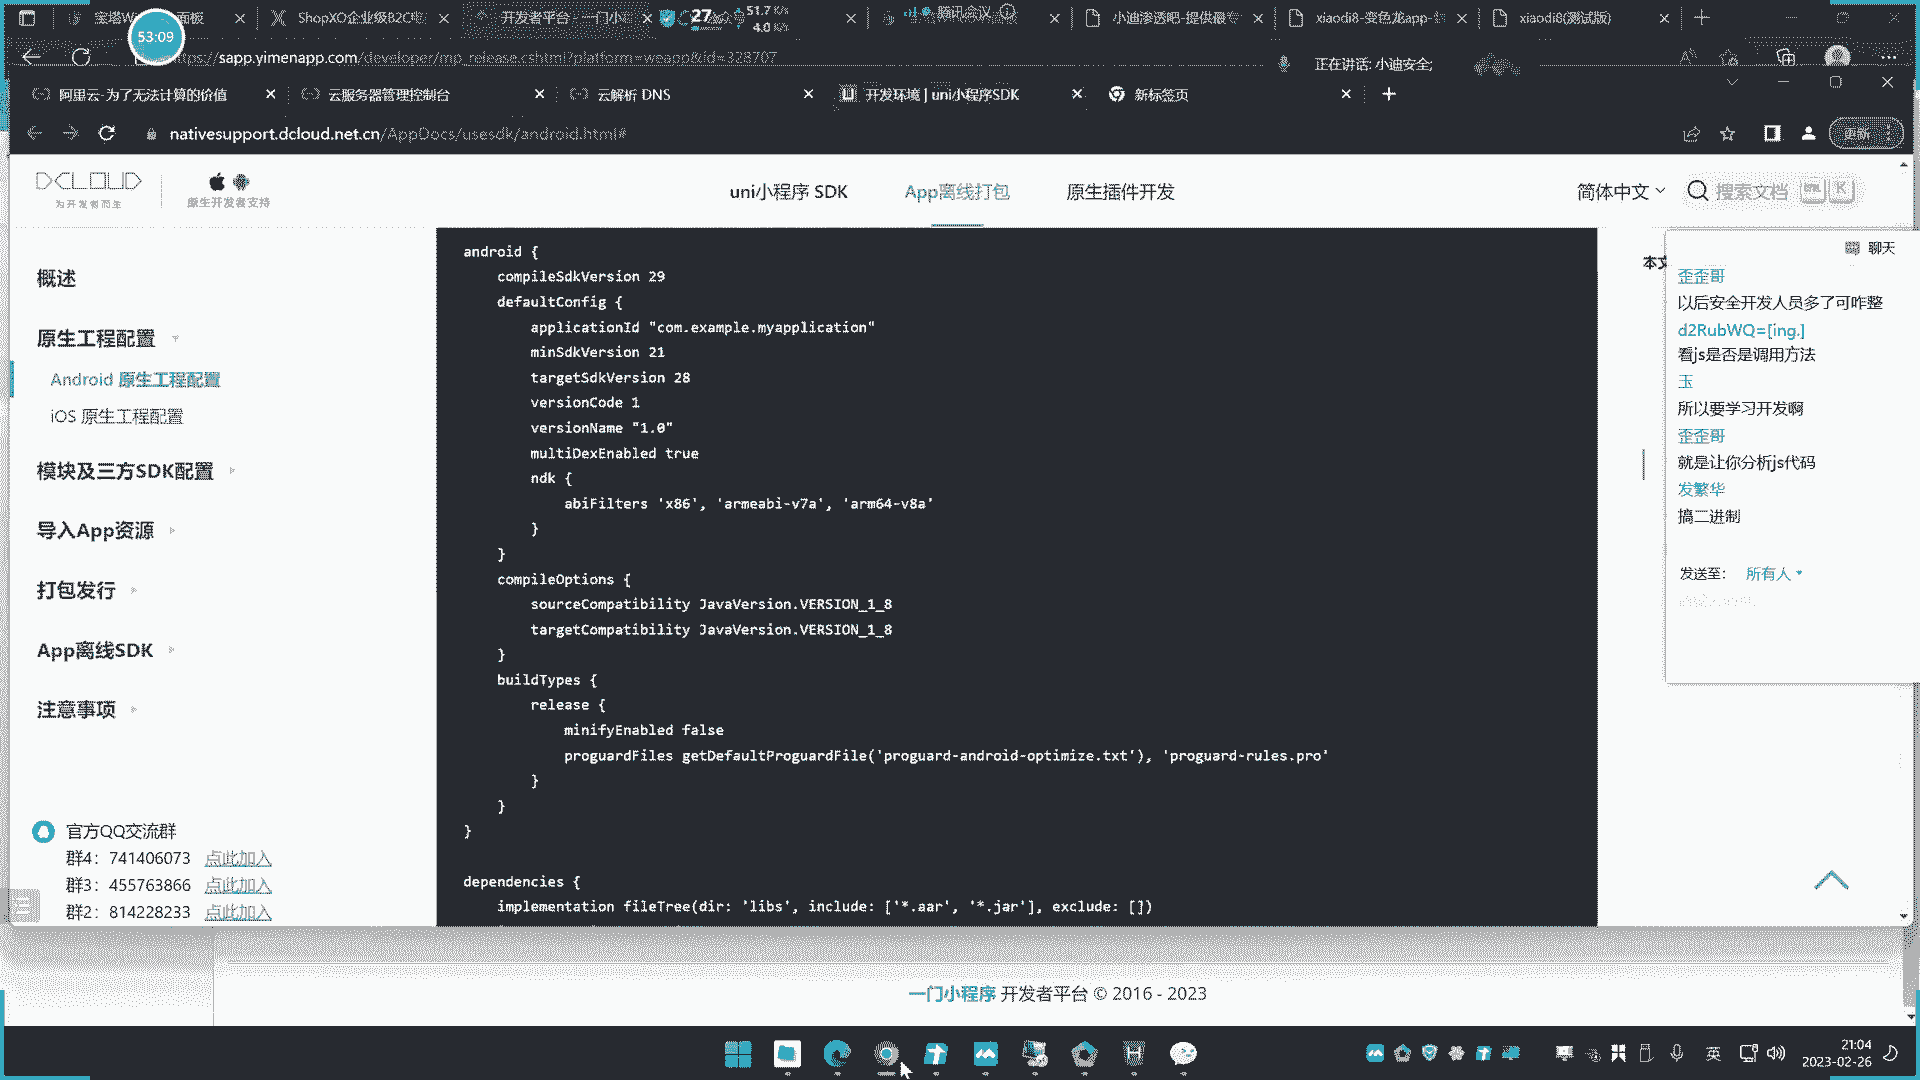 ShopXO企业级B2C电
开发者平台 - 一门小
27
51.7 K/s
4.0 K/s
腾讯会议
小迪渗透吧-提供最专
xiaodi8-变色龙app-
xiaodi8(测试版)
53:09
https://sapp.yimenapp.com/developer/mp_release.cshtml?platform=weapp&id=328707
正在讲话: 小迪安全;
阿里云-为了无法计算的价值
云服务器管理控制台
云解析 DNS
开发环境 | uni小程序SDK
新标签页
nativesupport.dcloud.net.cn/AppDocs/usesdk/android.html#
更新
DCLOUD
为开发者而生
原生开发者支持
uni小程序 SDK
App离线打包
原生插件开发
简体中文
搜索文档
K
概述
原生工程配置
Android 原生工程配置
iOS 原生工程配置
模块及三方SDK配置
导入App资源
打包发行
App离线SDK
注意事项
官方QQ交流群
群4：741406073 点此加入
群3：455763866 点此加入
群2：814228233 点此加入
android {
compileSdkVersion 29
defaultConfig {
applicationId "com.example.myapplication"
minSdkVersion 21
targetSdkVersion 28
versionCode 1
versionName "1.0"
multiDexEnabled true
ndk {
abiFilters 'x86', 'armeabi-v7a', 'arm64-v8a'
}
}
compileOptions {
sourceCompatibility JavaVersion.VERSION_1_8
targetCompatibility JavaVersion.VERSION_1_8
}
buildTypes {
release {
minifyEnabled false
proguardFiles getDefaultProguardFile('proguard-android-optimize.txt'), 'proguard-rules.pro'
}
}
}
dependencies {
implementation fileTree(dir: 'libs', include: ['*.aar', '*.jar'], exclude: [])
本文
聊天
歪歪哥
以后安全开发人员多了可咋整
d2RubWQ=[ing.]
看js是否是调用方法
玉
所以要学习开发啊
歪歪哥
就是让你分析js代码
发繁华
搞二进制
发送至: 所有人
一门小程序 开发者平台 © 2016 - 2023
英
21:04
2023-02-26